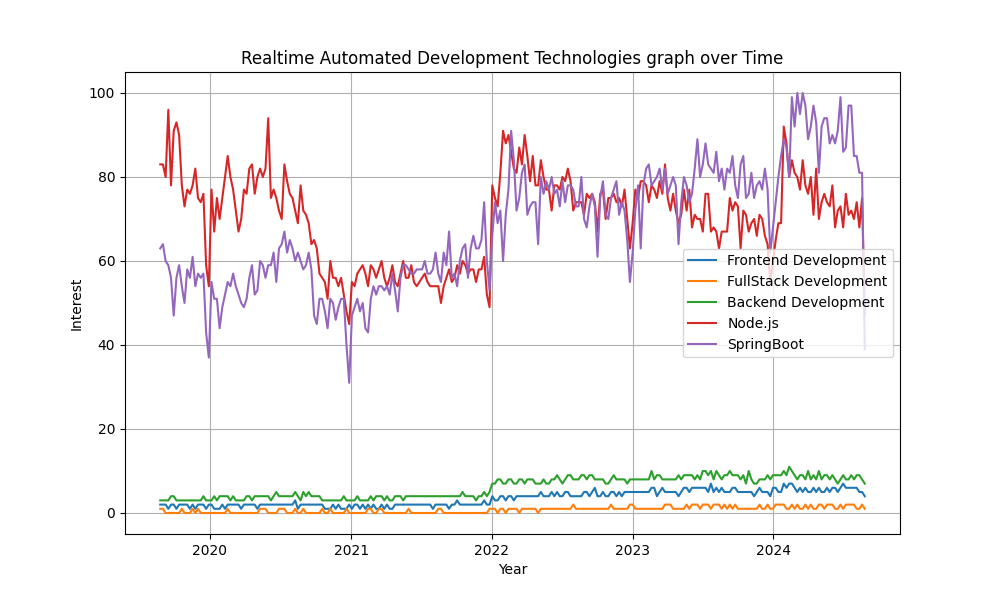 Realtime Automated Development Technologies graph over Time
Interest
100
80
60
40
20
0
Frontend Development
FullStack Development
Backend Development
Node.js
SpringBoot
2020
2021
2022
2023
2024
Year